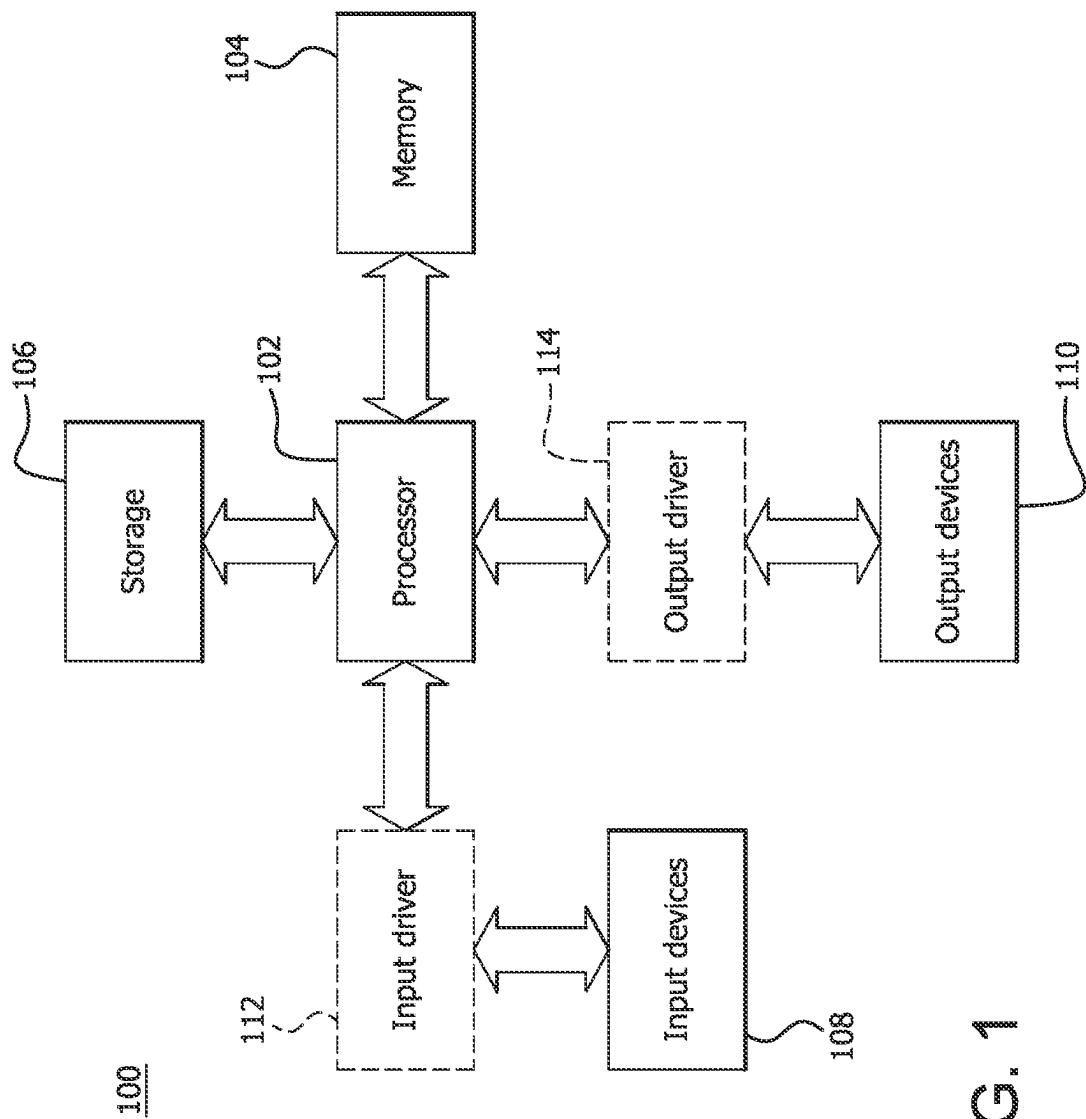 100
106
Storage
102
Processor
104
Memory
112
Input driver
114
Output driver
108
Input devices
110
Output devices
G. 1